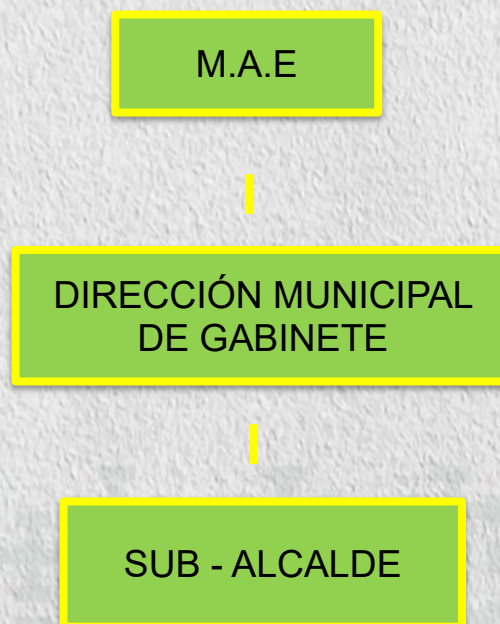 M.A.E
DIRECCIÓN MUNICIPAL
DE GABINETE
SUB - ALCALDE